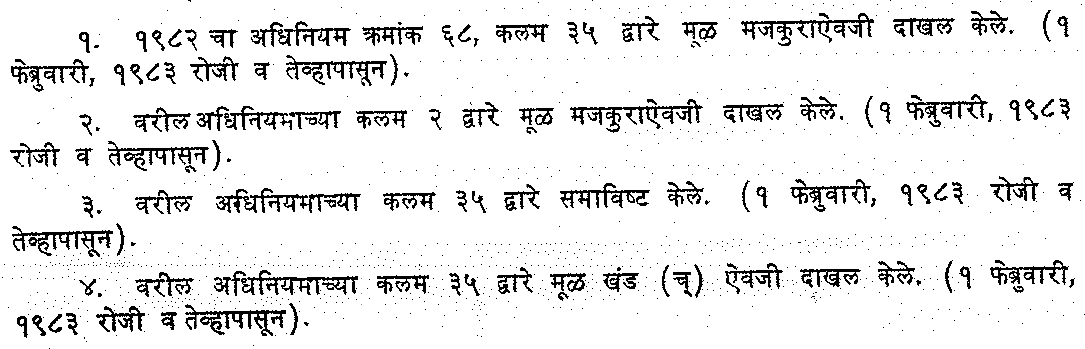 १. १९८२ चा अधिनियम क्रमांक ६८, कलम ३५ द्वारे मूळ मजकुराऐवजी दाखल केले. (१
फेब्रुवारी, १९८३ रोजी व तेव्हापासून).
२. वरील अधिनियमाच्या कलम २ द्वारे मूळ मजकुराऐवजी दाखल केले. (१ फेब्रुवारी, १९८३
रोजी व तेव्हापासून).
३. वरील अधिनियमाच्या कलम ३५ द्वारे समाविष्ट केले. (१ फेब्रुवारी, १९८३ रोजी व
तेव्हापासून).
४. वरील अधिनियमाच्या कलम ३५ द्वारे मूळ खंड (च्) ऐवजी दाखल केले. (१ फेब्रुवारी,
१९८३ रोजी व तेव्हापासून).